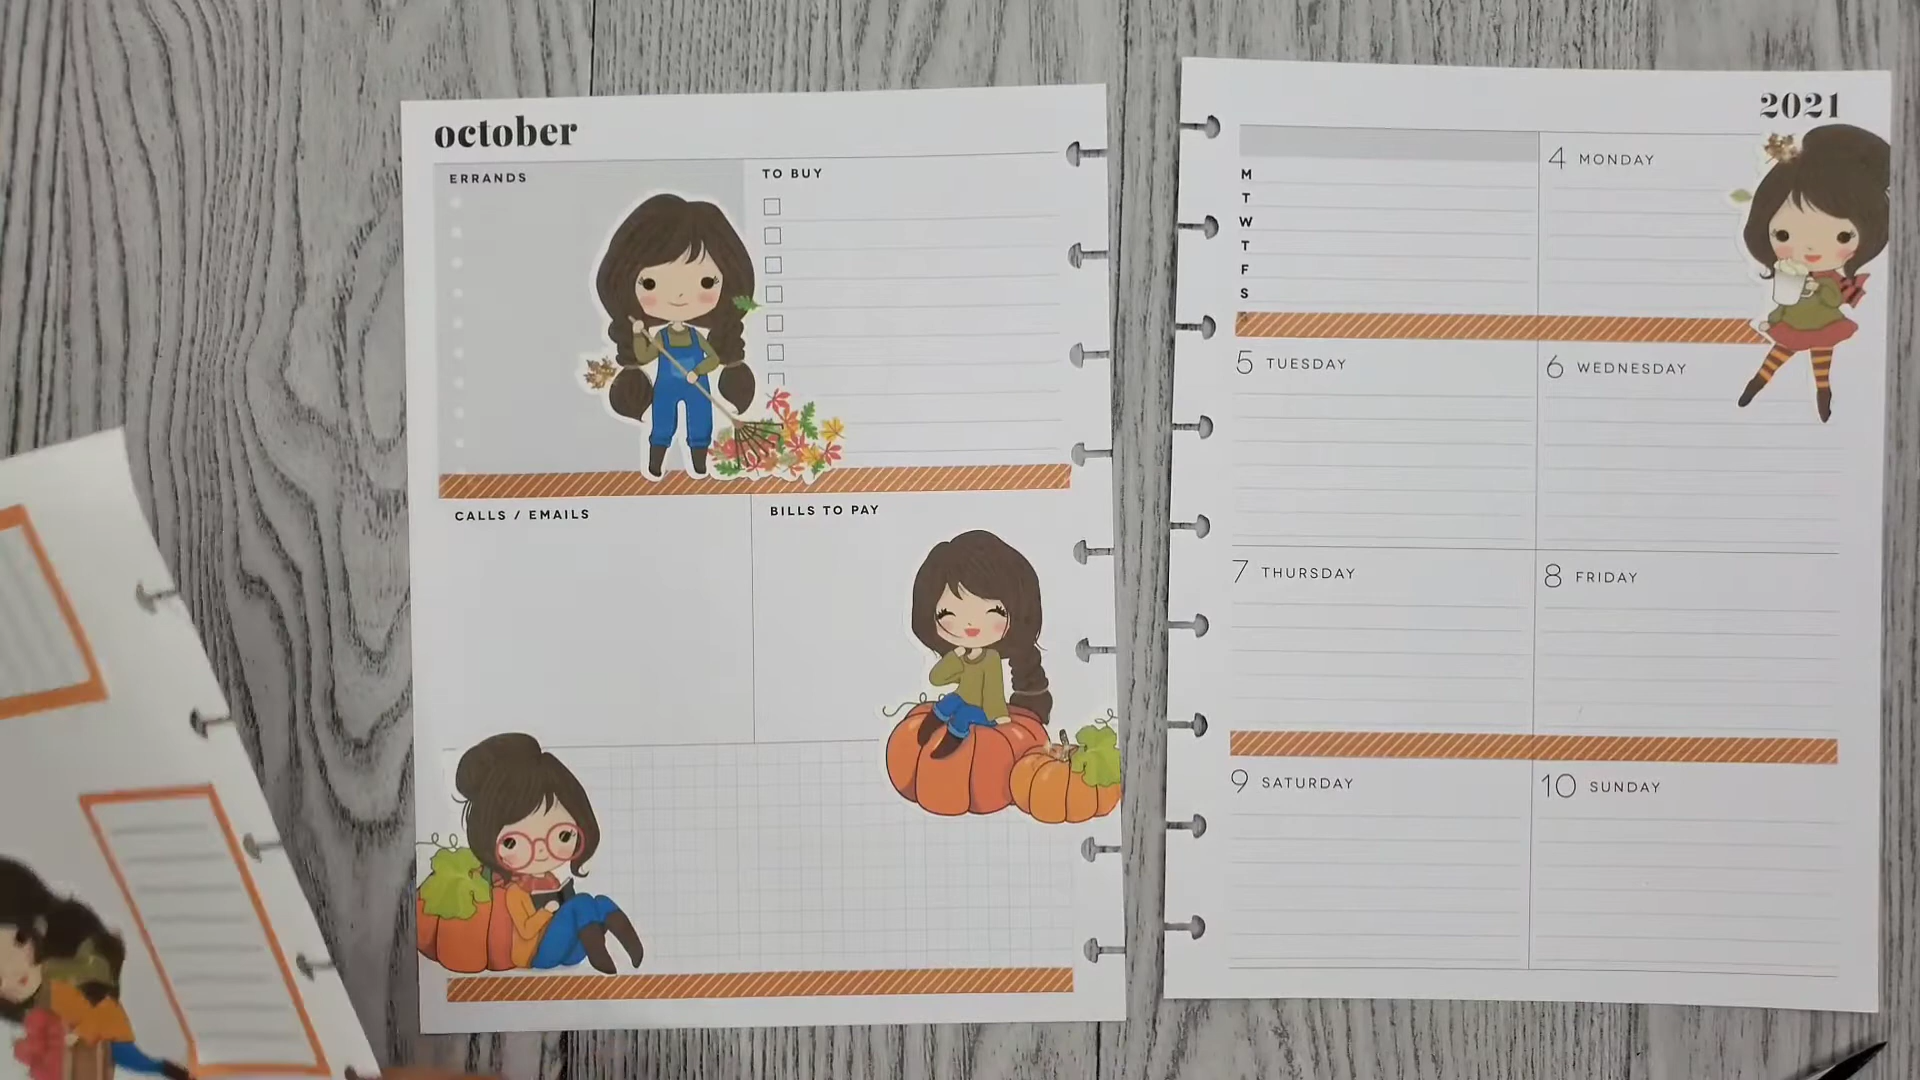 october
ERRANDS
TO BUY
CALLS / EMAILS
BILLS TO PAY
2021
M
T
W
T
F
S
4 MONDAY
5 TUESDAY
6 WEDNESDAY
7 THURSDAY
8 FRIDAY
9 SATURDAY
10 SUNDAY